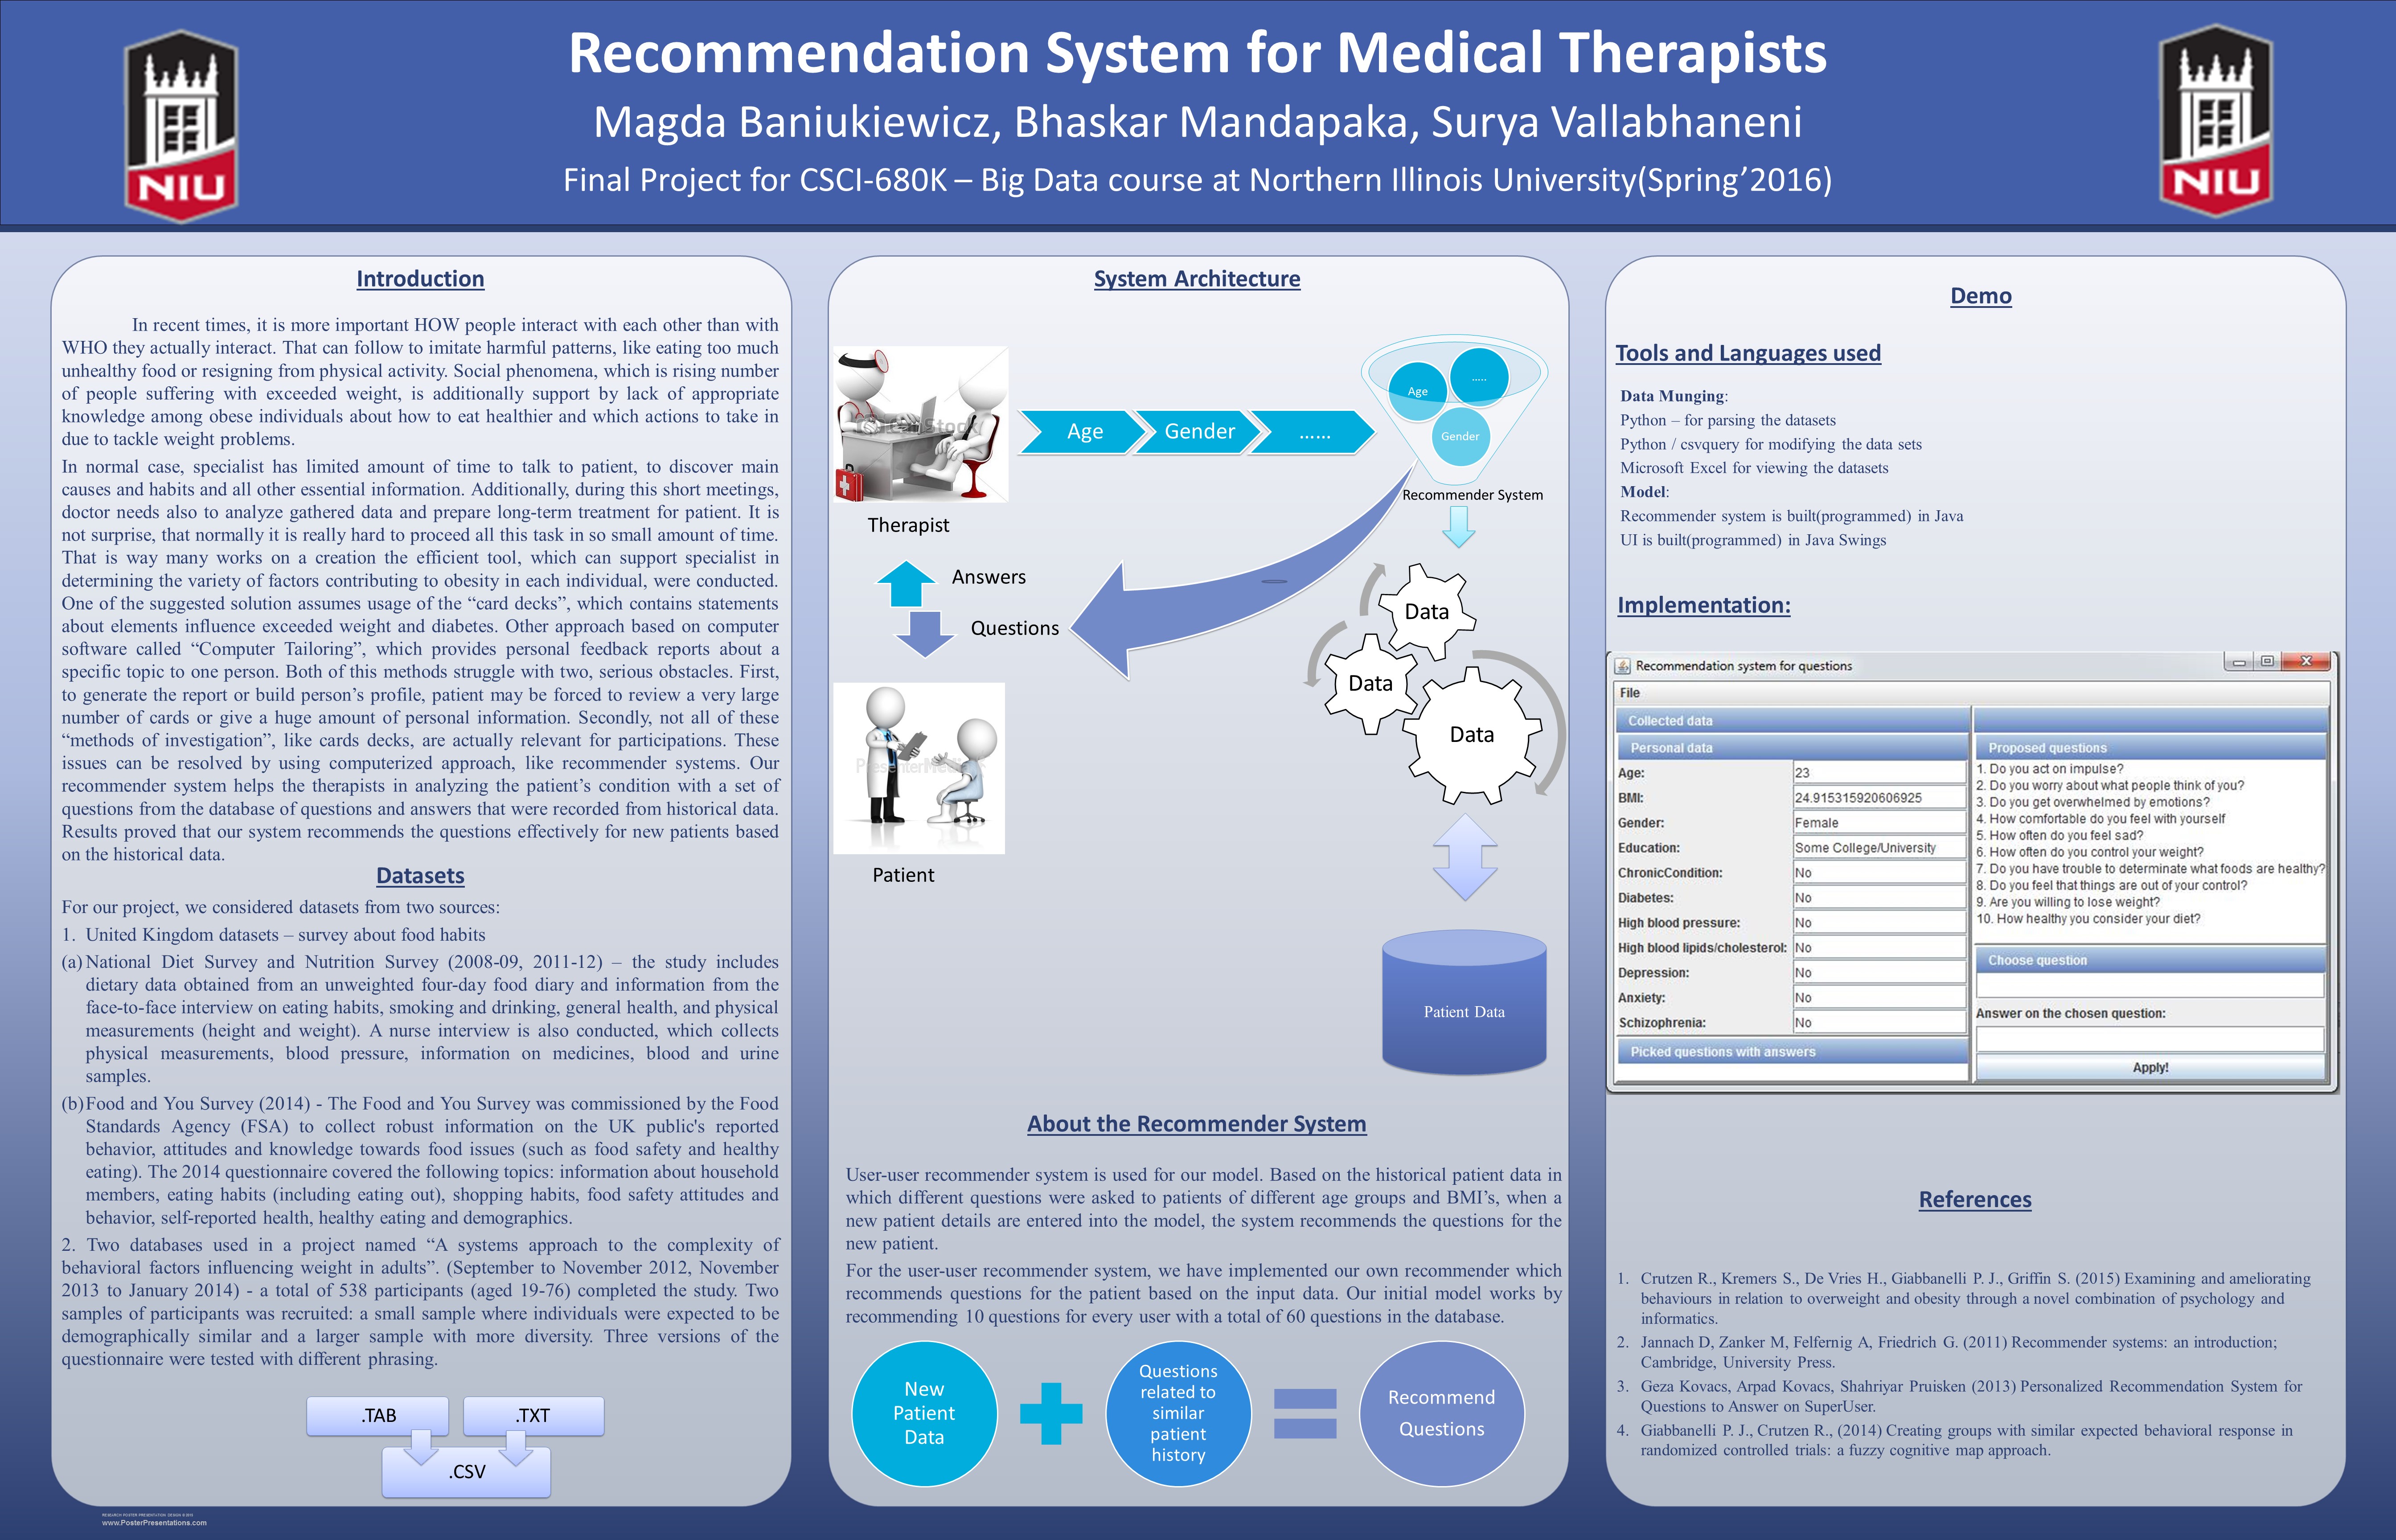 Recommendation System for Medical Therapists
Magda Baniukiewicz, Bhaskar Mandapaka, Surya Vallabhaneni
Final Project for CSCI-680K – Big Data course at Northern Illinois University(Spring’2016)
NIU
NIU
Introduction
In recent times, it is more important HOW people interact with each other than with
WHO they actually interact. That can follow to imitate harmful patterns, like eating too much
unhealthy food or resigning from physical activity. Social phenomena, which is rising number
of people suffering with exceeded weight, is additionally support by lack of appropriate
knowledge among obese individuals about how to eat healthier and which actions to take in
due to tackle weight problems.
In normal case, specialist has limited amount of time to talk to patient, to discover main
causes and habits and all other essential information. Additionally, during this short meetings,
doctor needs also to analyze gathered data and prepare long-term treatment for patient. It is
not surprise, that normally it is really hard to proceed all this task in so small amount of time.
That is way many works on a creation the efficient tool, which can support specialist in
determining the variety of factors contributing to obesity in each individual, were conducted.
One of the suggested solution assumes usage of the “card decks”, which contains statements
about elements influence exceeded weight and diabetes. Other approach based on computer
software called “Computer Tailoring”, which provides personal feedback reports about a
specific topic to one person. Both of this methods struggle with two, serious obstacles. First,
to generate the report or build person’s profile, patient may be forced to review a very large
number of cards or give a huge amount of personal information. Secondly, not all of these
“methods of investigation”, like cards decks, are actually relevant for participations. These
issues can be resolved by using computerized approach, like recommender systems. Our
recommender system helps the therapists in analyzing the patient’s condition with a set of
questions from the database of questions and answers that were recorded from historical data.
Results proved that our system recommends the questions effectively for new patients based
on the historical data.
Datasets
For our project, we considered datasets from two sources:
1. United Kingdom datasets – survey about food habits
(a) National Diet Survey and Nutrition Survey (2008-09, 2011-12) – the study includes
dietary data obtained from an unweighted four-day food diary and information from the
face-to-face interview on eating habits, smoking and drinking, general health, and physical
measurements (height and weight). A nurse interview is also conducted, which collects
physical measurements, blood pressure, information on medicines, blood and urine
samples.
(b) Food and You Survey (2014) - The Food and You Survey was commissioned by the Food
Standards Agency (FSA) to collect robust information on the UK public's reported
behavior, attitudes and knowledge towards food issues (such as food safety and healthy
eating). The 2014 questionnaire covered the following topics: information about household
members, eating habits (including eating out), shopping habits, food safety attitudes and
behavior, self-reported health, healthy eating and demographics.
2. Two databases used in a project named “A systems approach to the complexity of
behavioral factors influencing weight in adults”. (September to November 2012, November
2013 to January 2014) - a total of 538 participants (aged 19-76) completed the study. Two
samples of participants was recruited: a small sample where individuals were expected to be
demographically similar and a larger sample with more diversity. Three versions of the
questionnaire were tested with different phrasing.
.TAB
.TXT
.CSV
System Architecture
Therapist
Age
Gender
......
Age
.....
Gender
Recommender System
Answers
Questions
Data
Data
Data
Patient
Patient Data
About the Recommender System
User-user recommender system is used for our model. Based on the historical patient data in
which different questions were asked to patients of different age groups and BMI’s, when a
new patient details are entered into the model, the system recommends the questions for the
new patient.
For the user-user recommender system, we have implemented our own recommender which
recommends questions for the patient based on the input data. Our initial model works by
recommending 10 questions for every user with a total of 60 questions in the database.
New
Patient
Data
Questions
related to
similar
patient
history
Recommend
Questions
Demo
Tools and Languages used
Data Munging:
Python – for parsing the datasets
Python / csvquery for modifying the data sets
Microsoft Excel for viewing the datasets
Model:
Recommender system is built(programmed) in Java
UI is built(programmed) in Java Swings
Implementation:
Recommendation system for questions
File
Collected data
Personal data
Age: 23
BMI: 24.915315920606925
Gender: Female
Education: Some College/University
ChronicCondition: No
Diabetes: No
High blood pressure: No
High blood lipids/cholesterol: No
Depression: No
Anxiety: No
Schizophrenia: No
Picked questions with answers
Proposed questions
1. Do you act on impulse?
2. Do you worry about what people think of you?
3. Do you get overwhelmed by emotions?
4. How comfortable do you feel with yourself
5. How often do you feel sad?
6. How often do you control your weight?
7. Do you have trouble to determinate what foods are healthy?
8. Do you feel that things are out of your control?
9. Are you willing to lose weight?
10. How healthy you consider your diet?
Choose question
Answer on the chosen question:
Apply!
References
1. Crutzen R., Kremers S., De Vries H., Giabbanelli P. J., Griffin S. (2015) Examining and ameliorating
behaviours in relation to overweight and obesity through a novel combination of psychology and
informatics.
2. Jannach D, Zanker M, Felfernig A, Friedrich G. (2011) Recommender systems: an introduction;
Cambridge, University Press.
3. Geza Kovacs, Arpad Kovacs, Shahriyar Pruisken (2013) Personalized Recommendation System for
Questions to Answer on SuperUser.
4. Giabbanelli P. J., Crutzen R., (2014) Creating groups with similar expected behavioral response in
randomized controlled trials: a fuzzy cognitive map approach.
RESEARCH POSTER PRESENTATION DESIGN
www.PosterPresentations.com